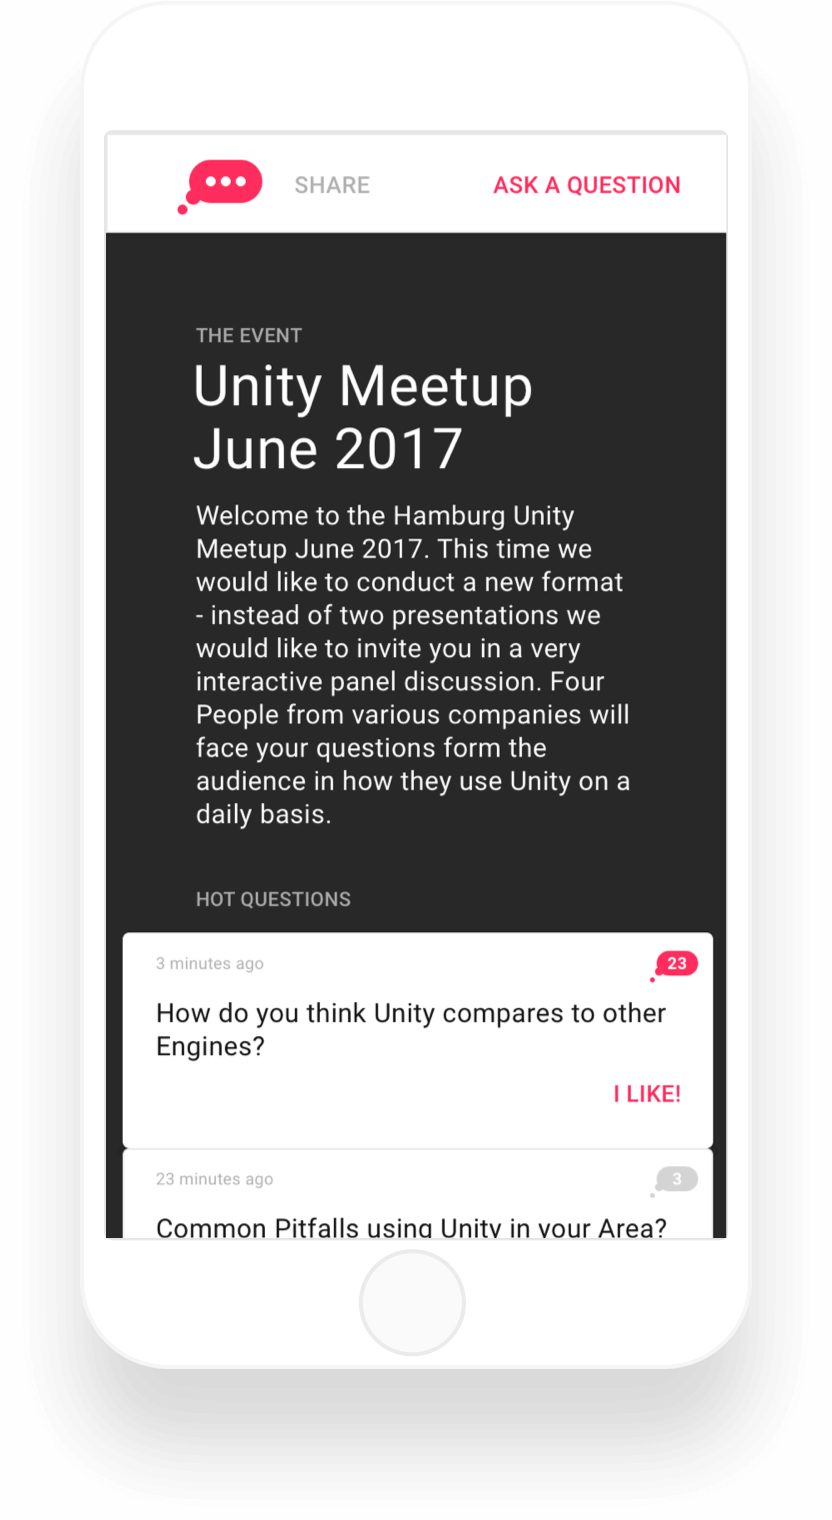 SHARE
ASK A QUESTION
THE EVENT
Unity Meetup
June 2017
Welcome to the Hamburg Unity
Meetup June 2017. This time we
would like to conduct a new format
- instead of two presentations we
would like to invite you in a very
interactive panel discussion. Four
People from various companies will
face your questions form the
audience in how they use Unity on a
daily basis.
HOT QUESTIONS
3 minutes ago
23
How do you think Unity compares to other
Engines?
I LIKE!
23 minutes ago
3
Common Pitfalls using Unity in your Area?